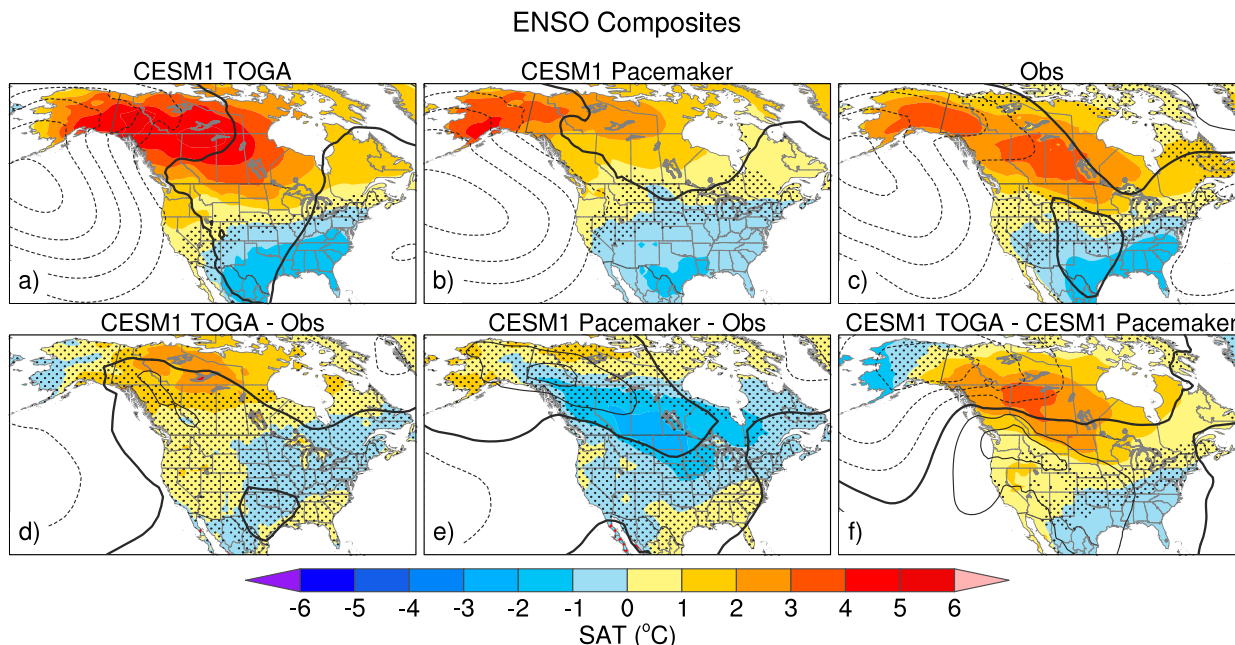 ENSO Composites
CESM1 TOGA
CESM1 Pacemaker
Obs
a)
b)
c)
CESM1 TOGA - Obs
CESM1 Pacemaker - Obs
CESM1 TOGA - CESM1 Pacemaker
d)
e)
f)
-6 -5 -4 -3 -2 -1 0 1 2 3 4 5 6
SAT (°C)